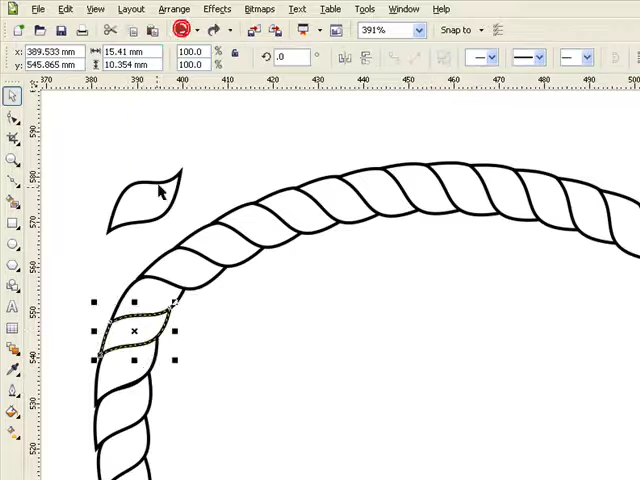 File Edit View Layout Arrange Effects Bitmaps Text Table Tools Window Help
391% Snap to
x: 389.533 mm 15.41 mm 100.0 % .0
y: 545.865 mm 10.354 mm 100.0 %
370 380 390 400 410 420 430 440 450 460 470 480 490 500
590
580
570
560
550
540
530
520